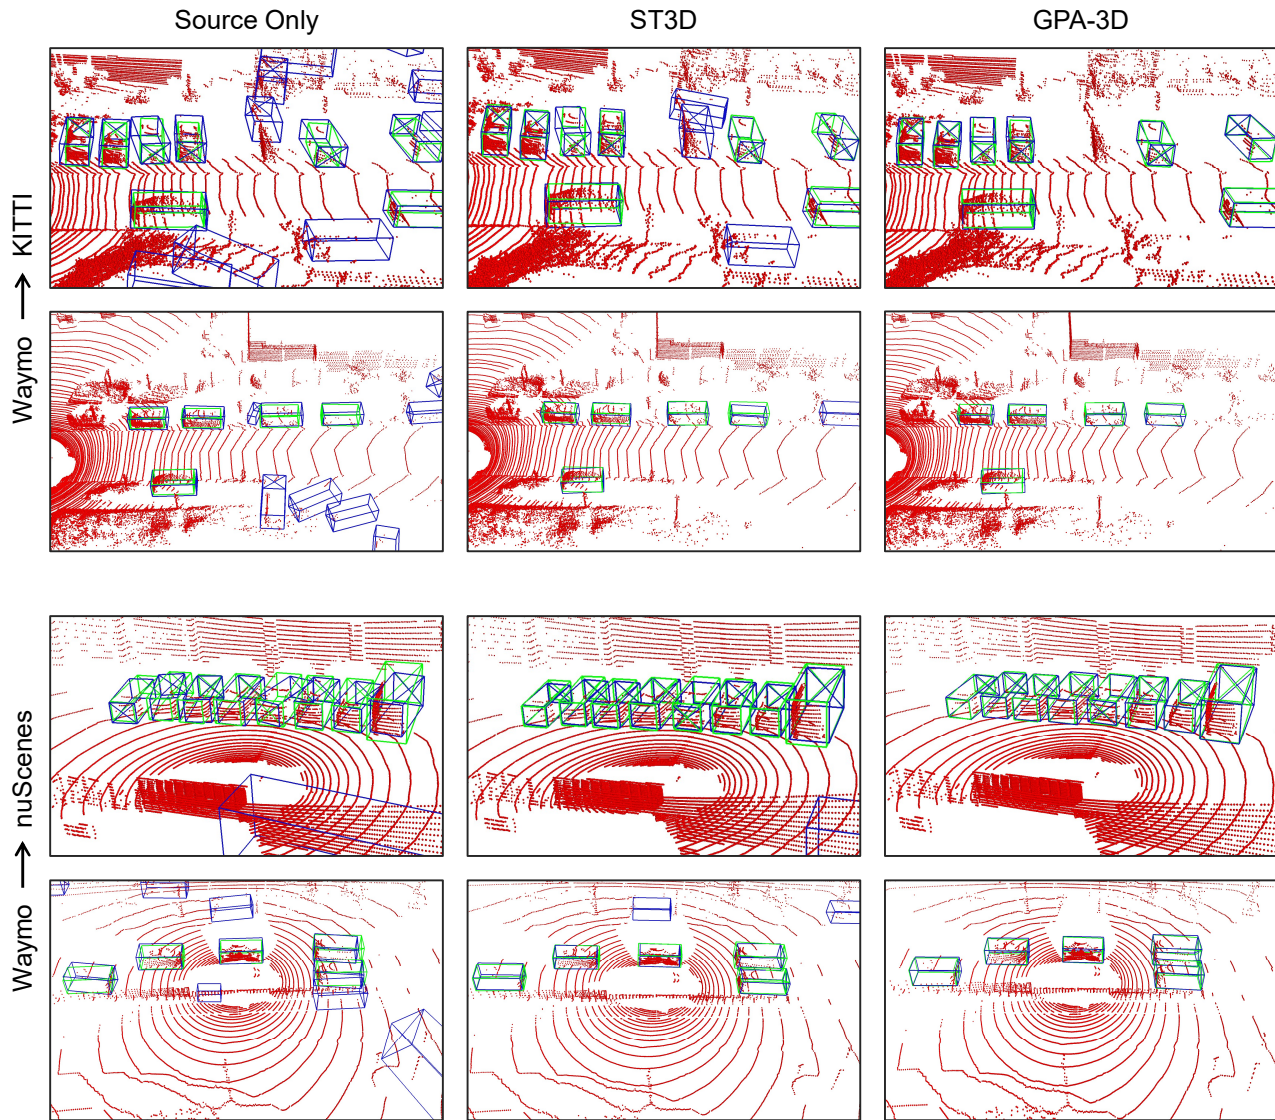 Source Only
ST3D
GPA-3D
Waymo → KITTI
Waymo → nuScenes